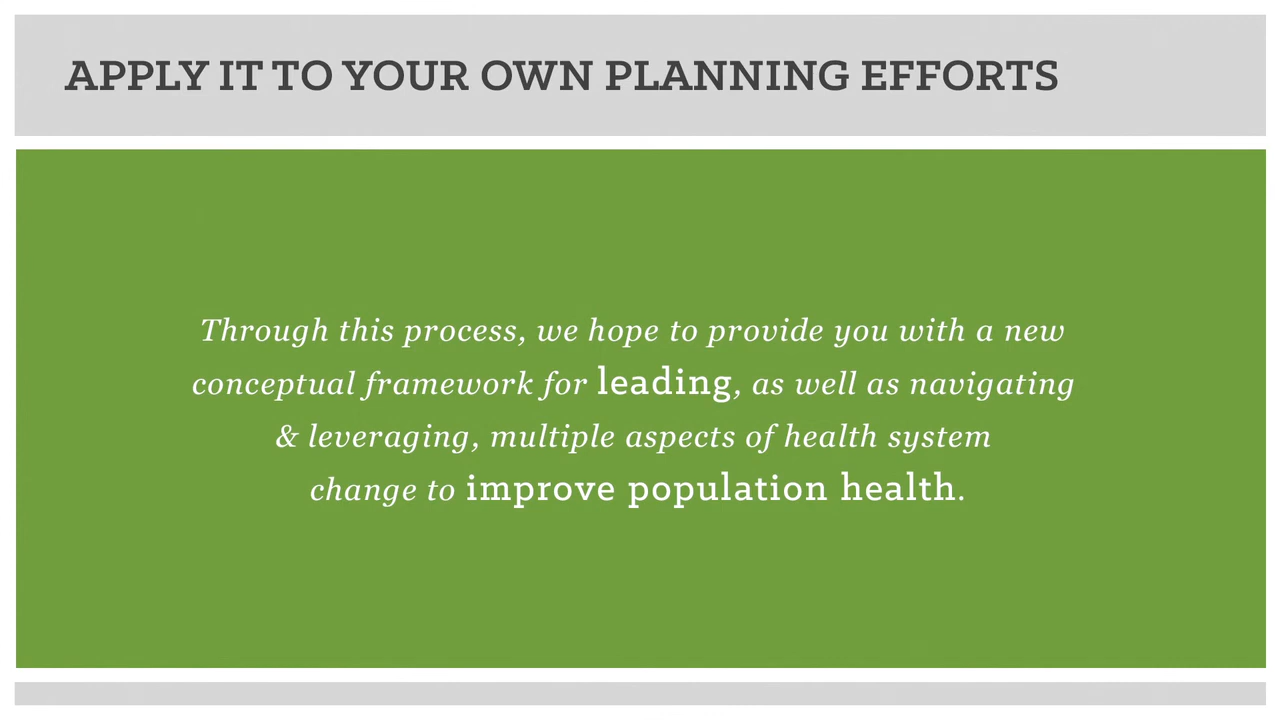 APPLY IT TO YOUR OWN PLANNING EFFORTS
Through this process, we hope to provide you with a new
conceptual framework for leading, as well as navigating
& leveraging, multiple aspects of health system
change to improve population health.